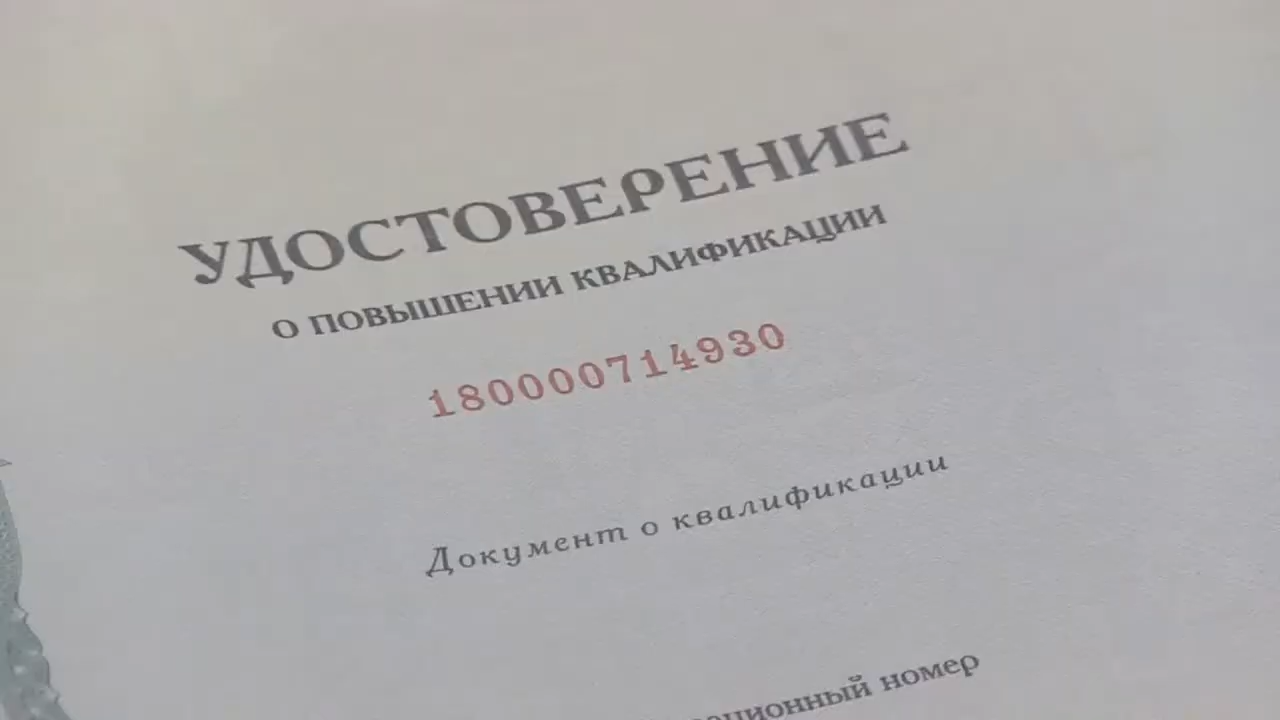 УДОСТОВЕРЕНИЕ
О ПОВЫШЕНИИ КВАЛИФИКАЦИИ
180000714930
Документ о квалификации
номер